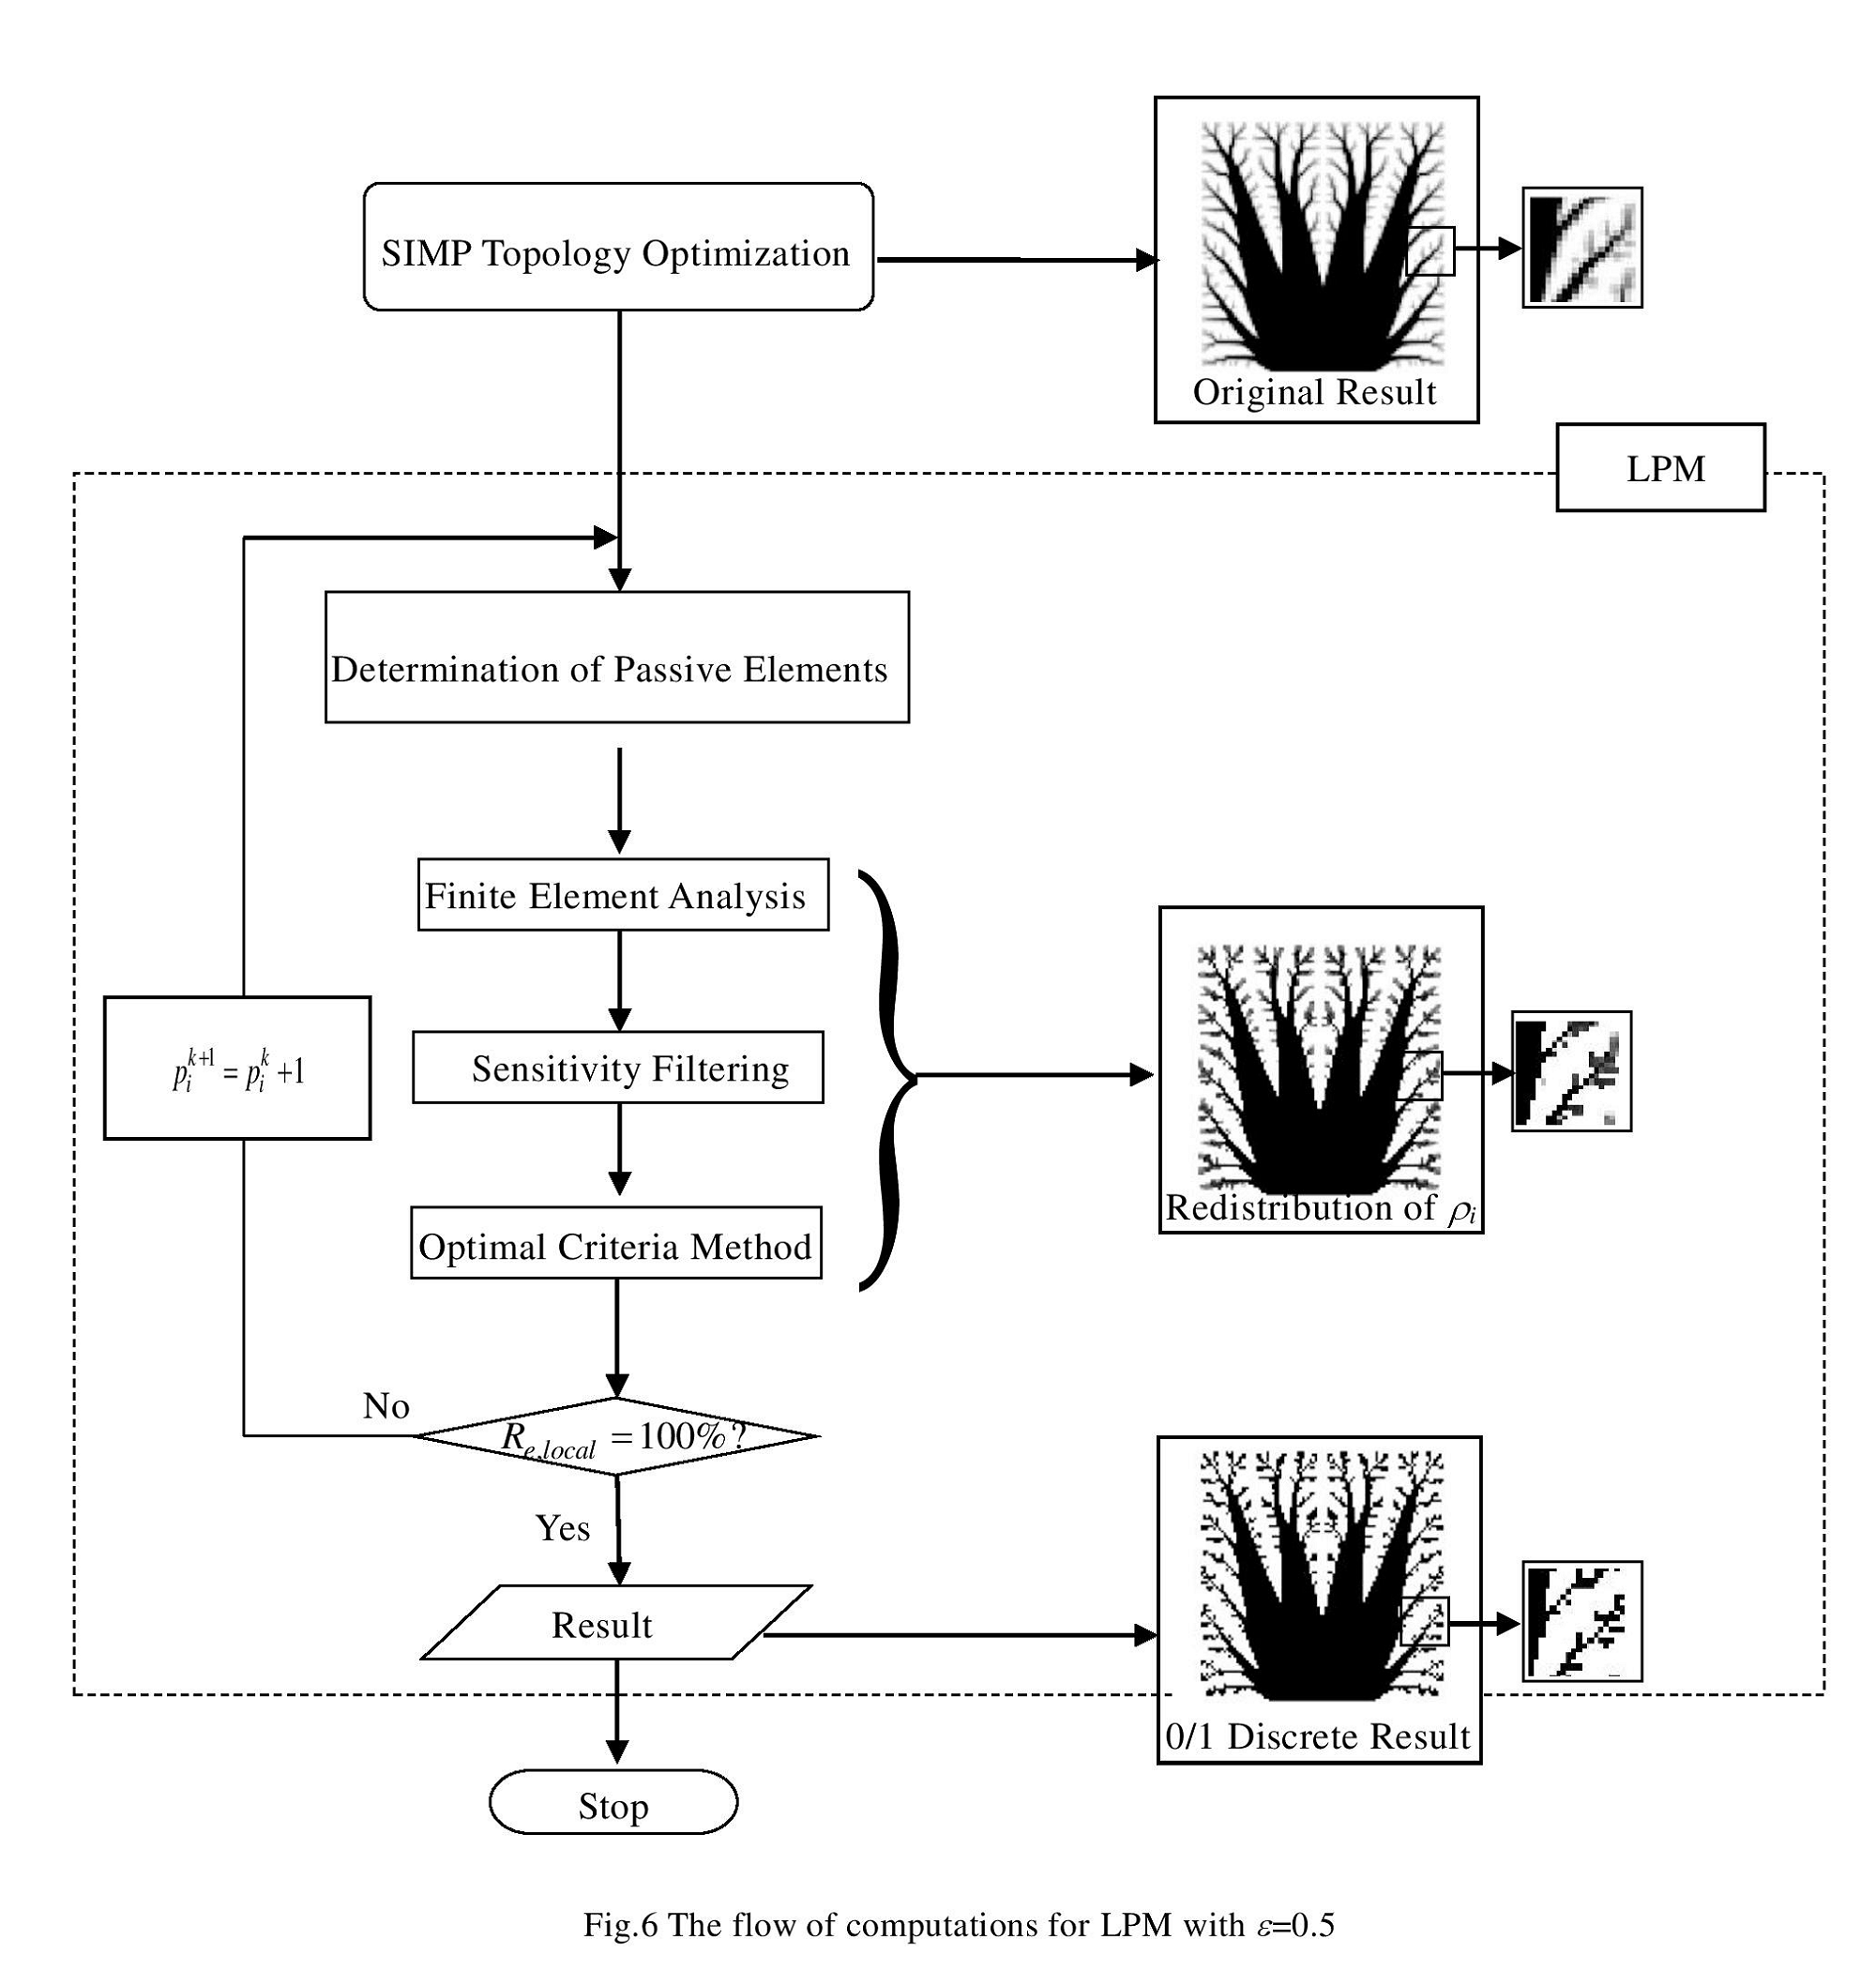 SIMP Topology Optimization
Original Result
LPM
Determination of Passive Elements
Finite Element Analysis
p_i^{k+1} = p_i^k +1
Sensitivity Filtering
Redistribution of ρ_i
Optimal Criteria Method
No
R_{e,local} =100%?
Yes
Result
0/1 Discrete Result
Stop
Fig.6 The flow of computations for LPM with ε=0.5